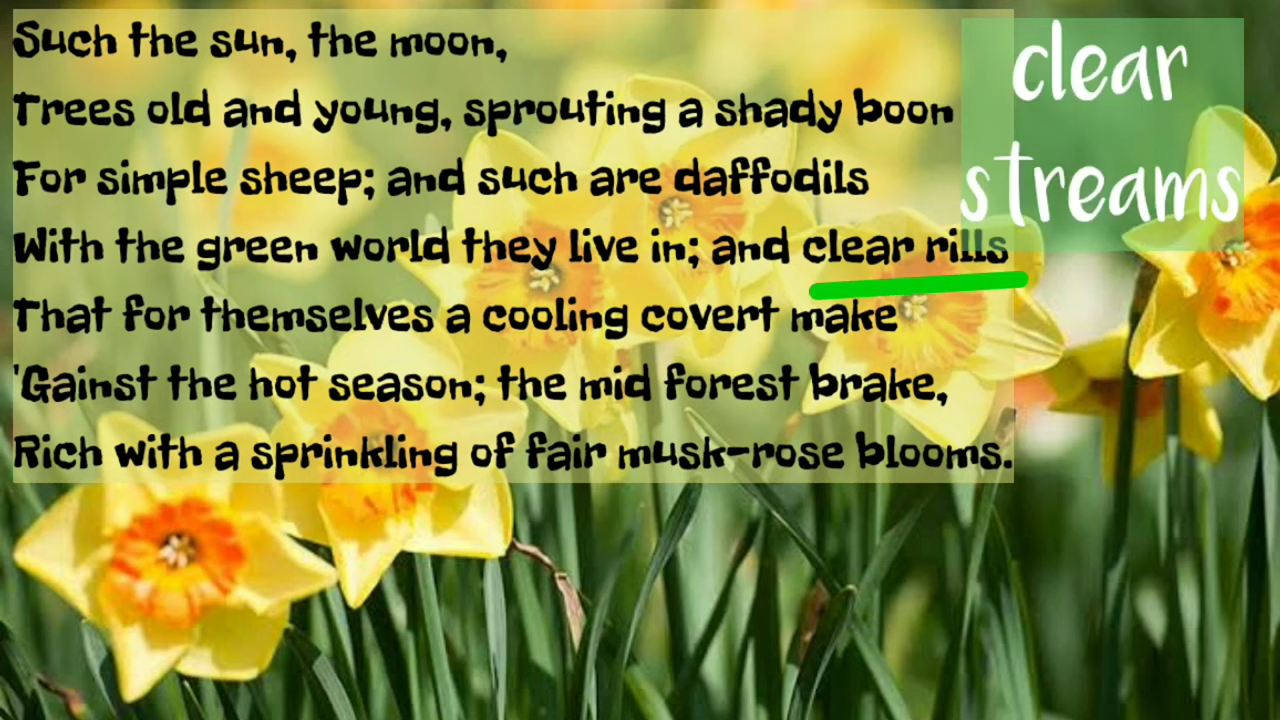 Such the sun, the moon,
Trees old and young, sprouting a shady boon
For simple sheep; and such are daffodils
With the green world they live in; and clear rills
That for themselves a cooling covert make
'Gainst the hot season; the mid forest brake,
Rich with a sprinkling of fair musk-rose blooms.
clear
streams